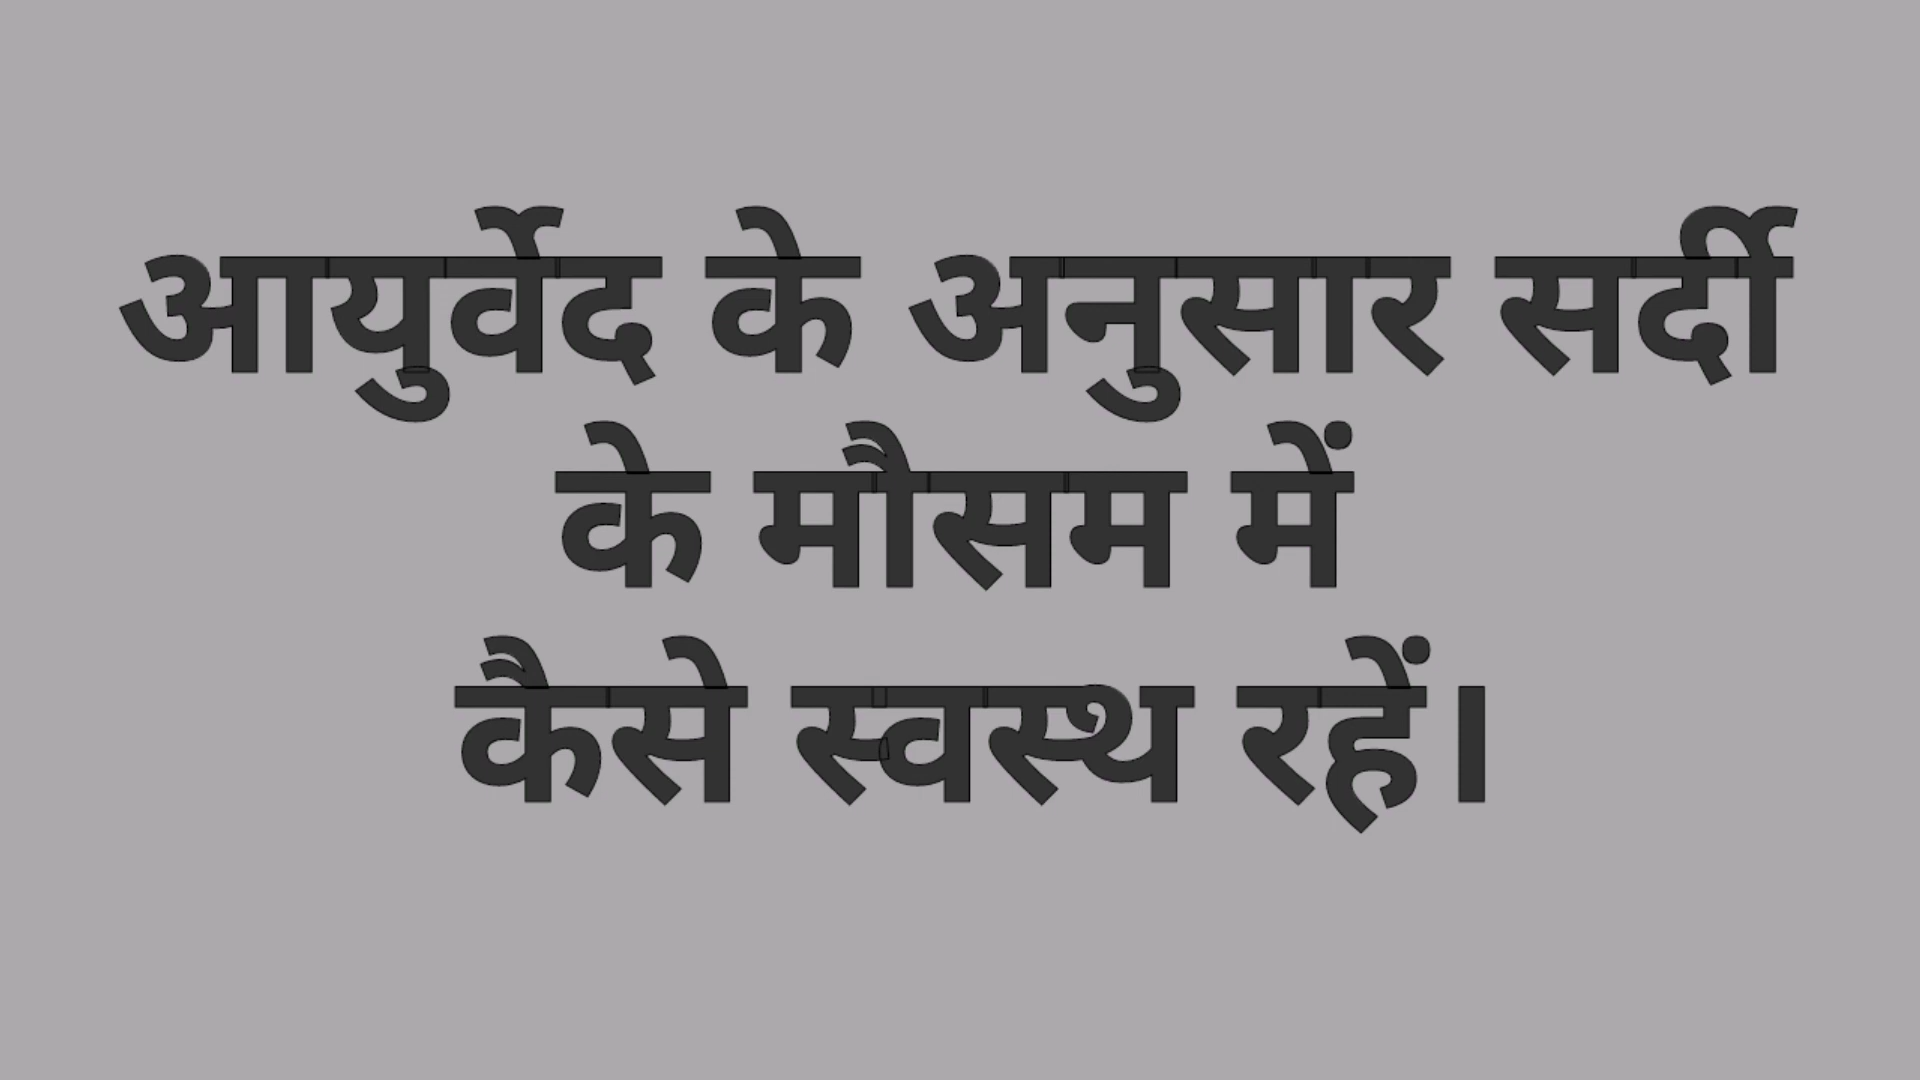 आयुर्वेद के अनुसार सर्दी
के मौसम में
कैसे स्वस्थ रहें।